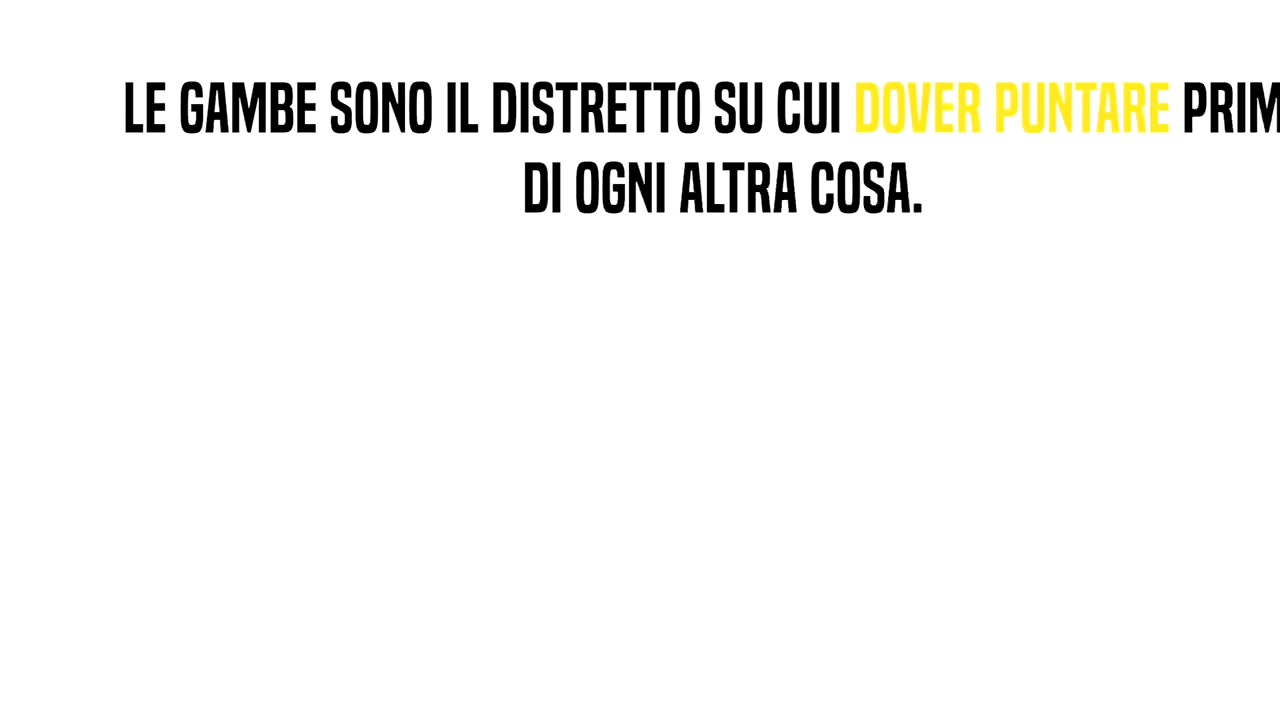 LE GAMBE SONO IL DISTRETTO SU CUI DOVER PUNTARE PRIM
DI OGNI ALTRA COSA.